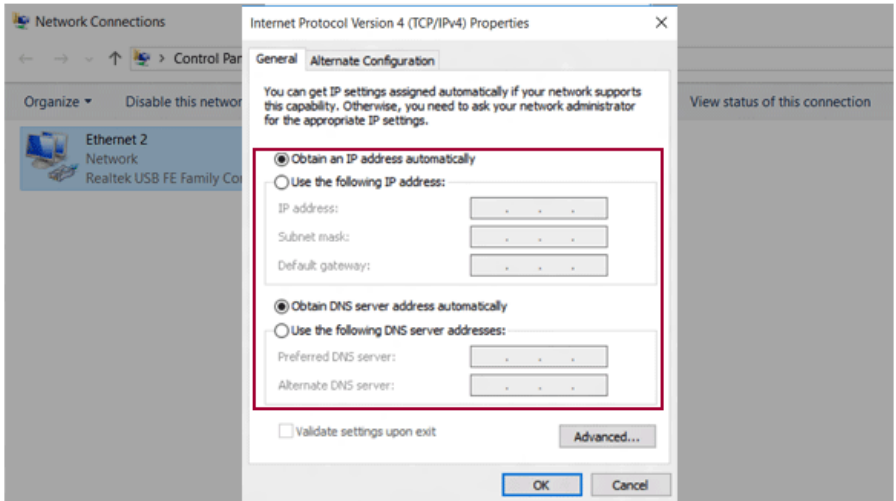 Network Connections
Control Pan
Organize
Disable this networ
View status of this connection
Ethernet 2
Network
Realtek USB FE Family Co
Internet Protocol Version 4 (TCP/IPv4) Properties
General
Alternate Configuration
You can get IP settings assigned automatically if your network supports
this capability. Otherwise, you need to ask your network administrator
for the appropriate IP settings.
Obtain an IP address automatically
Use the following IP address:
IP address:
Subnet mask:
Default gateway:
Obtain DNS server address automatically
Use the following DNS server addresses:
Preferred DNS server:
Alternate DNS server:
Validate settings upon exit
Advanced...
OK
Cancel